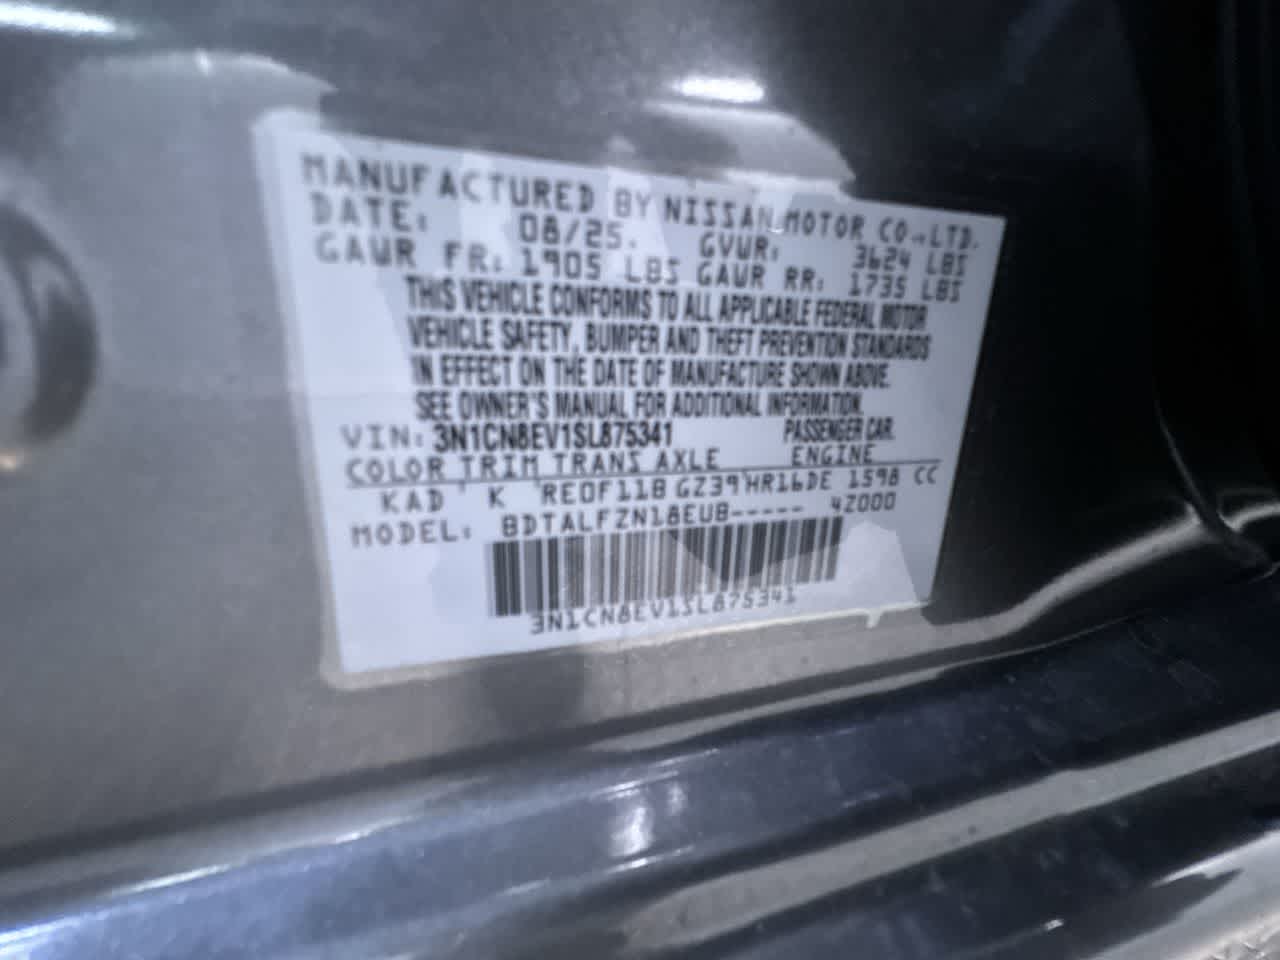 MANUFACTURED BY NISSAN MOTOR CO.,LTD.
DATE: 08/25. GVWR: 3624 LBS
GAWR FR: 1905 LBS GAWR RR: 1735 LBS
THIS VEHICLE CONFORMS TO ALL APPLICABLE FEDERAL MOTOR
VEHICLE SAFETY, BUMPER AND THEFT PREVENTION STANDARDS
IN EFFECT ON THE DATE OF MANUFACTURE SHOWN ABOVE.
SEE OWNER'S MANUAL FOR ADDITIONAL INFORMATION.
VIN: 3N1CN8EV1SL875341 PASSENGER CAR.
COLOR TRIM TRANS AXLE ENGINE
KAD K RE0F11B GZ39 HR16DE 1598 CC
MODEL: BDTALFZN18EUB----- 4Z000
3N1CN8EV1SL875341